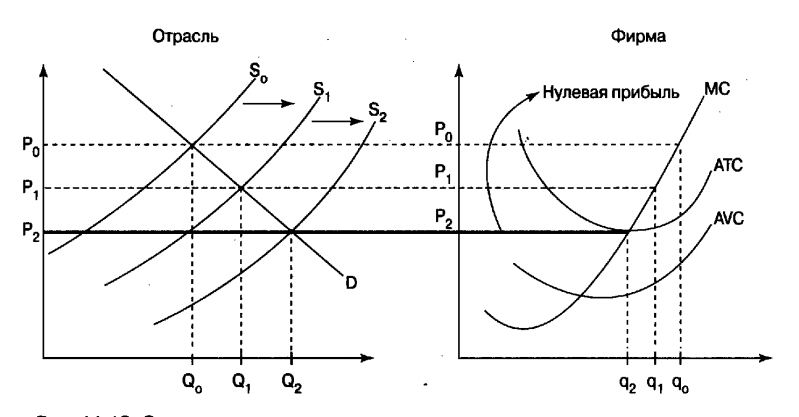 Отрасль
Фирма
S₀
S₁
S₂
D
P₀
P₁
P₂
Q₀
Q₁
Q₂
Нулевая прибыль
MC
ATC
AVC
P₀
P₁
P₂
q₂
q₁
q₀